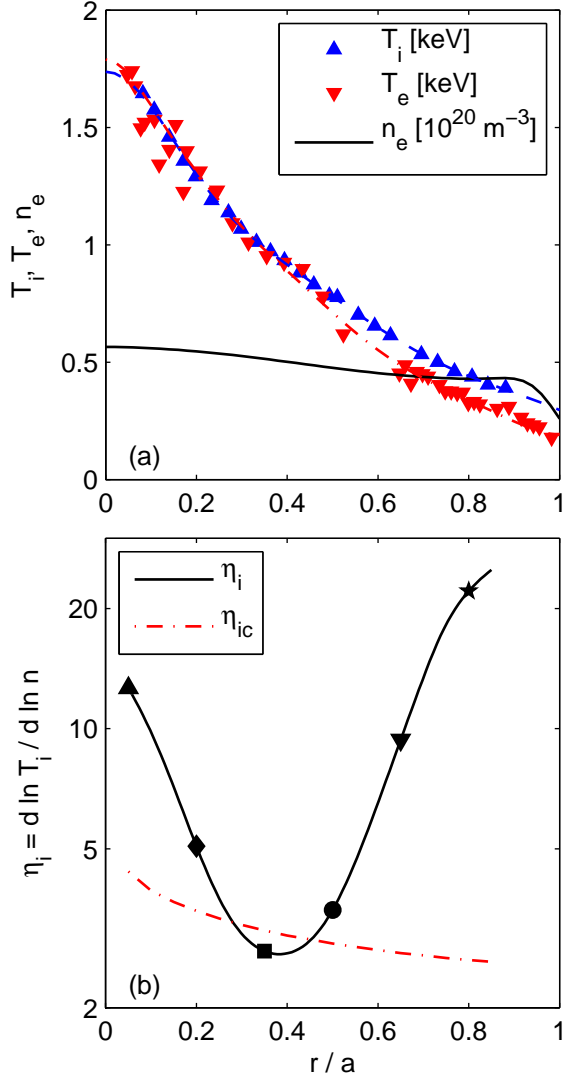 2
1.5
1
0.5
0
T_i, T_e, n_e
T_i [keV]
T_e [keV]
n_e [10^20 m^−3]
(a)
0 0.2 0.4 0.6 0.8 1
20
10
5
2
η_i = d ln T_i / d ln n
η_i
η_ic
(b)
0 0.2 0.4 0.6 0.8 1
r / a